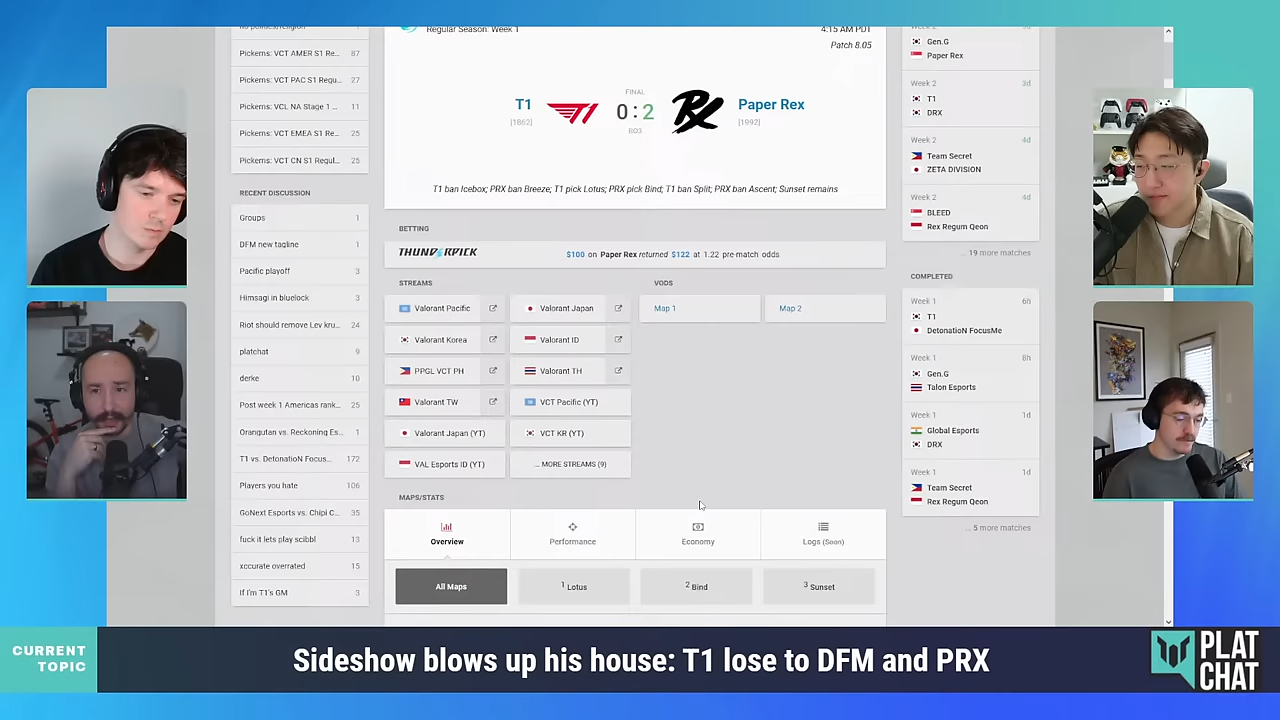 Pickems: VCT AMER S1 Re... 87
Pickems: VCT PAC S1 Regu... 27
Pickems: VCL NA Stage 1 ... 11
Pickems: VCT EMEA S1 Re... 25
Pickems: VCT CN S1 Regul... 25
RECENT DISCUSSION
Groups 1
DFM new tagline 1
Pacific playoff 3
Himsagi in bluelock 3
Riot should remove Lev kru... 24
platchat 9
derke 10
Post week 1 Americas rank... 25
Orangutan vs. Reckoning Es... 1
T1 vs. DetonatioN Focus... 172
Players you hate 106
GoNext Esports vs. Chipi C... 35
fuck it lets play scibbl 13
xccurate overrated 15
If I'm T1's GM 3
Regular Season: Week 1
4:15 AM PDT
Patch 8.05
T1
[1862]
FINAL
0 : 2
BO3
Paper Rex
[1992]
T1 ban Icebox; PRX ban Breeze; T1 pick Lotus; PRX pick Bind; T1 ban Split; PRX ban Ascent; Sunset remains
BETTING
THUNDERPICK
$100 on Paper Rex returned $122 at 1.22 pre-match odds
STREAMS
Valorant Pacific
Valorant Japan
Valorant Korea
Valorant ID
PPGL VCT PH
Valorant TH
Valorant TW
VCT Pacific (YT)
Valorant Japan (YT)
VCT KR (YT)
VAL Esports ID (YT)
... MORE STREAMS (9)
VODS
Map 1
Map 2
MAPS/STATS
Overview
Performance
Economy
Logs (Soon)
All Maps
1 Lotus
2 Bind
3 Sunset
Gen.G
Paper Rex
Week 2 3d
T1
DRX
Week 2 4d
Team Secret
ZETA DIVISION
Week 2 4d
BLEED
Rex Regum Qeon
... 19 more matches
COMPLETED
Week 1 6h
T1
DetonatioN FocusMe
Week 1 8h
Gen.G
Talon Esports
Week 1 1d
Global Esports
DRX
Week 1 1d
Team Secret
Rex Regum Qeon
... 5 more matches
CURRENT
TOPIC
Sideshow blows up his house: T1 lose to DFM and PRX
PLAT
CHAT